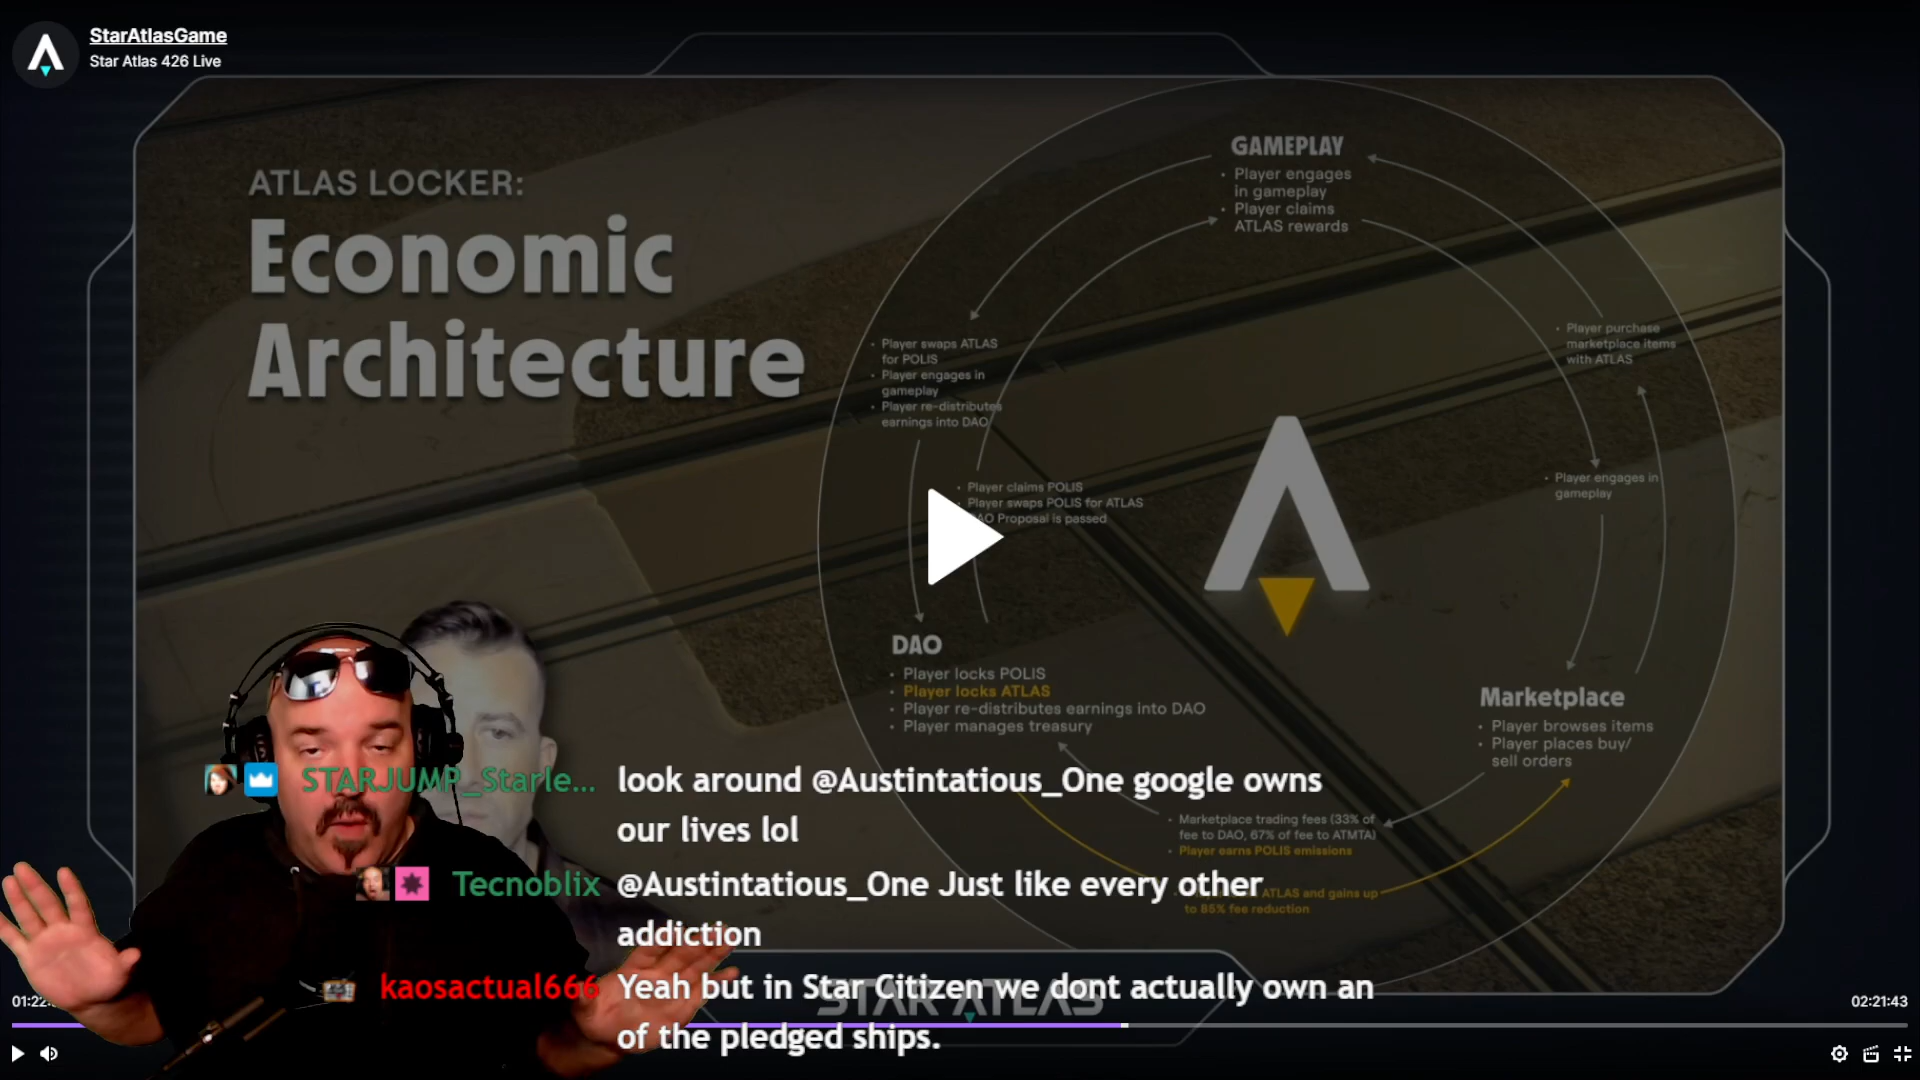 StarAtlasGame
Star Atlas 426 Live
ATLAS LOCKER:
Economic
Architecture
GAMEPLAY
• Player engages
in gameplay
• Player claims
ATLAS rewards
• Player swaps ATLAS
for POLIS
• Player engages in
gameplay
• Player re-distributes
earnings into DAO
• Player purchase
marketplace items
with ATLAS
• Player engages in
gameplay
• Player claims POLIS
• Player swaps POLIS for ATLAS
DAO Proposal is passed
DAO
• Player locks POLIS
• Player locks ATLAS
• Player re-distributes earnings into DAO
• Player manages treasury
Marketplace
• Player browses items
• Player places buy/
sell orders
• Marketplace trading fees (33% of
fee to DAO, 67% of fee to ATMTA)
• Player earns POLIS emissions
ATLAS and gains up
to 85% fee reduction
STARJUMP_Starle... look around @Austintatious_One google owns
our lives lol
Tecnoblix @Austintatious_One Just like every other
addiction
kaosactual666 Yeah but in Star Citizen we dont actually own an
of the pledged ships.
STAR ATLAS
01:22
02:21:43